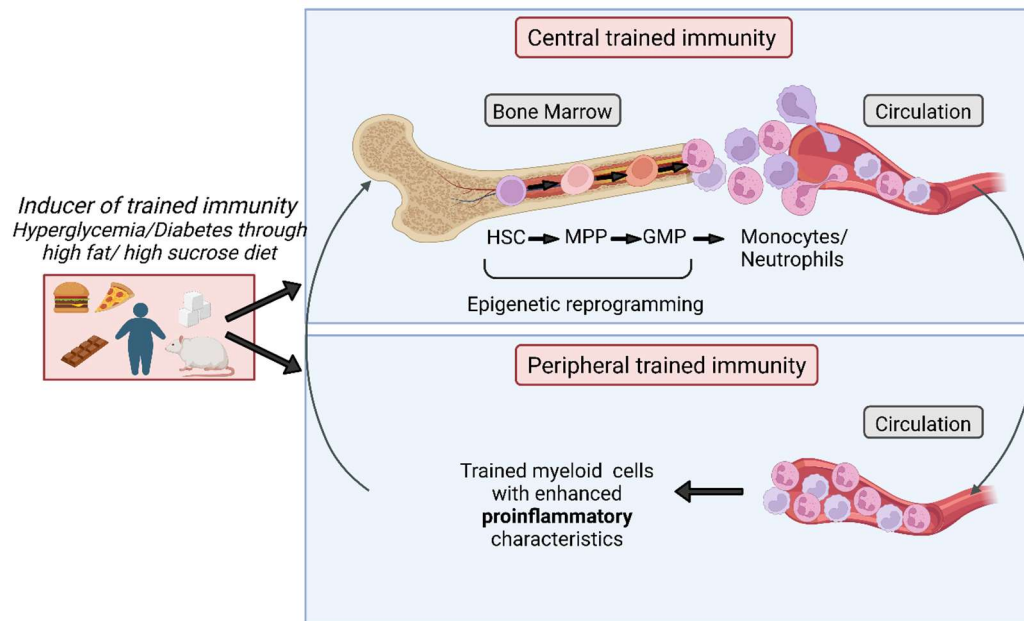 Central trained immunity
Bone Marrow
Circulation
Inducer of trained immunity
Hyperglycemia/Diabetes through
high fat/ high sucrose diet
HSC MPP GMP Monocytes/
Neutrophils
Epigenetic reprogramming
Peripheral trained immunity
Circulation
Trained myeloid cells
with enhanced
proinflammatory
characteristics